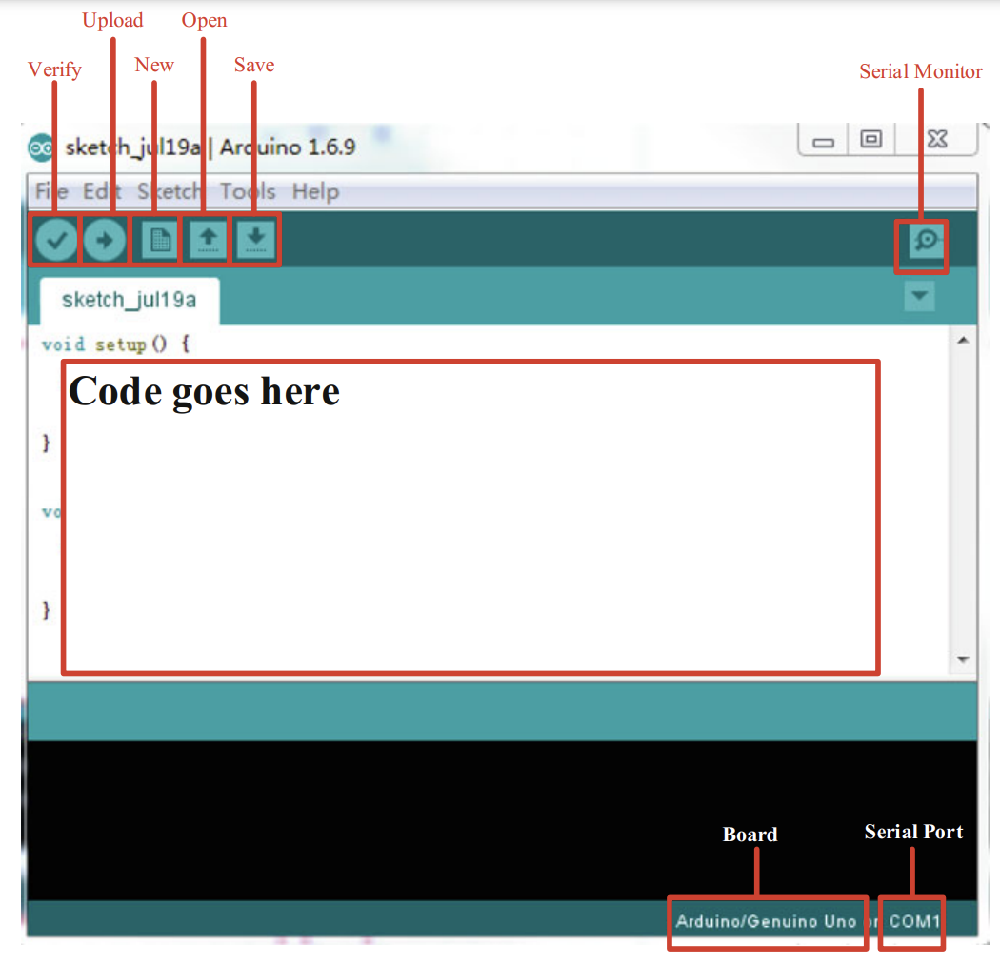 Upload Open
Verify New Save Serial Monitor
sketch_jul19a | Arduino 1.6.9
File Edit Sketch Tools Help
sketch_jul19a
void setup() {
Code goes here
}
vo
}
Board Serial Port
Arduino/Genuino Uno on COM1